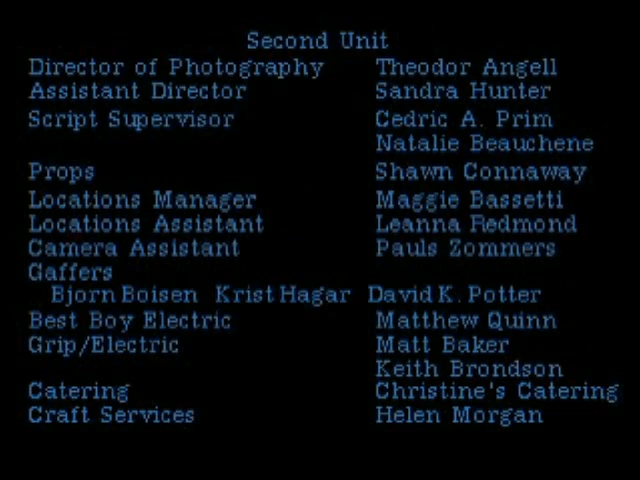 Second Unit
Director of Photography Theodor Angell
Assistant Director Sandra Hunter
Script Supervisor Cedric A. Prim
Natalie Beauchene
Props Shawn Connaway
Locations Manager Maggie Bassetti
Locations Assistant Leanna Redmond
Camera Assistant Pauls Zommers
Gaffers
Bjorn Boisen Krist Hagar David K. Potter
Best Boy Electric Matthew Quinn
Grip/Electric Matt Baker
Keith Brondson
Catering Christine's Catering
Craft Services Helen Morgan